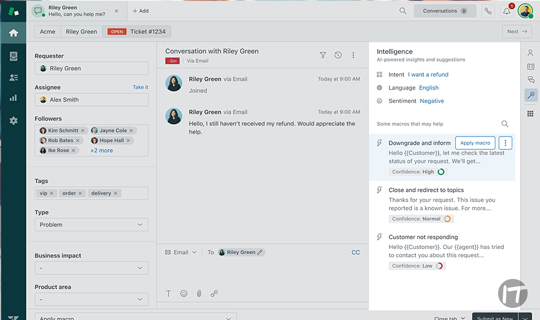 Riley Green
Hello, can you help me?
+ Add
Conversations 0
Next
Acme
Riley Green
OPEN Ticket #1234
Requester
Riley Green
Assignee
Take it
Alex Smith
Followers
Kim Schmitt
Jayne Cole
Rob Bates
Hope Hall
Ike Rose
+2 more
Tags
vip
order
delivery
Type
Problem
Business impact
-
Product area
-
Apply macro
Conversation with Riley Green
Via Email
Riley Green via Email
Today at 9:00 AM
Joined
Riley Green via Email
Today at 9:00 AM
Hello, I still haven't received my refund. Would appreciate the
help.
Email
To
Riley Green
CC
Close tab
Submit as New
Intelligence
AI-powered insights and suggestions
Intent I want a refund
Language English
Sentiment Negative
Some macros that may help
Downgrade and inform
Apply macro
Hello {{Customer}}, let me check the latest
status of your request. We'll get...
Confidence: High
Close and redirect to topics
Thanks for your request. This issue you
reported is a known issue. For more...
Confidence: Normal
Customer not responding
Hello {{Customer}}. Our {{agent}} has tried
to contact you about this request...
Confidence: Low
IT